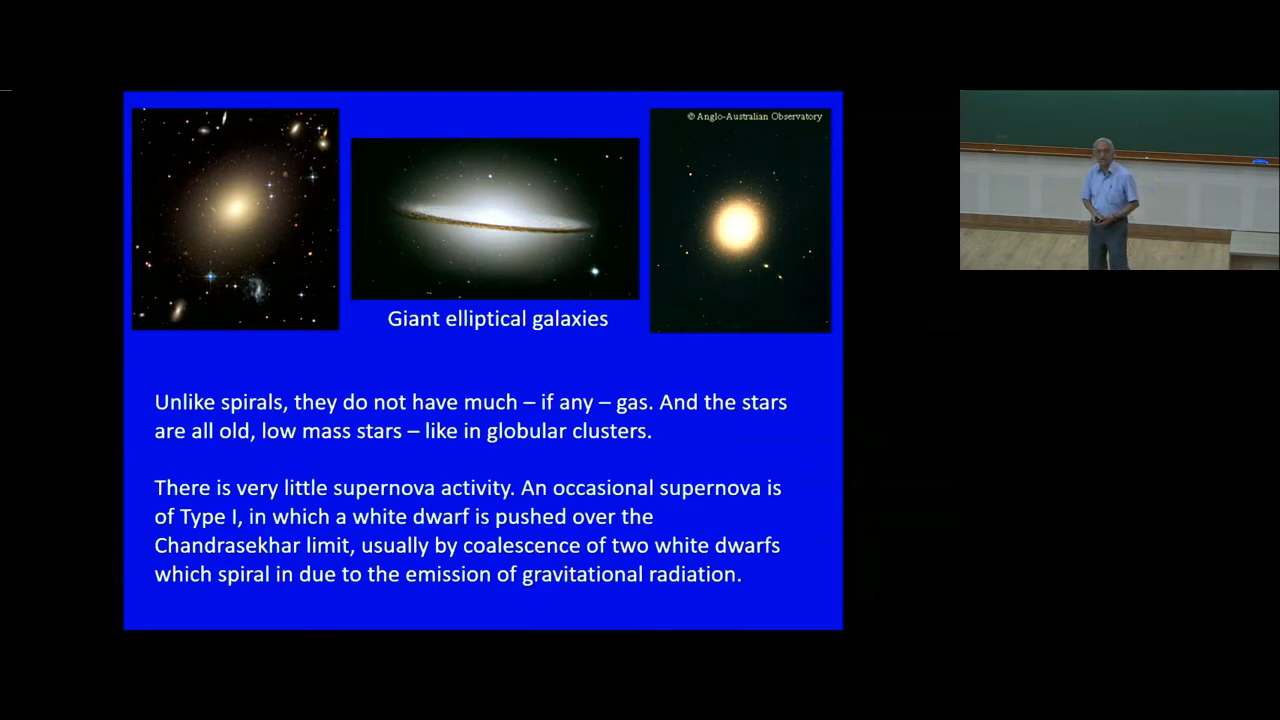 © Anglo-Australian Observatory
Giant elliptical galaxies
Unlike spirals, they do not have much – if any – gas. And the stars
are all old, low mass stars – like in globular clusters.
There is very little supernova activity. An occasional supernova is
of Type I, in which a white dwarf is pushed over the
Chandrasekhar limit, usually by coalescence of two white dwarfs
which spiral in due to the emission of gravitational radiation.